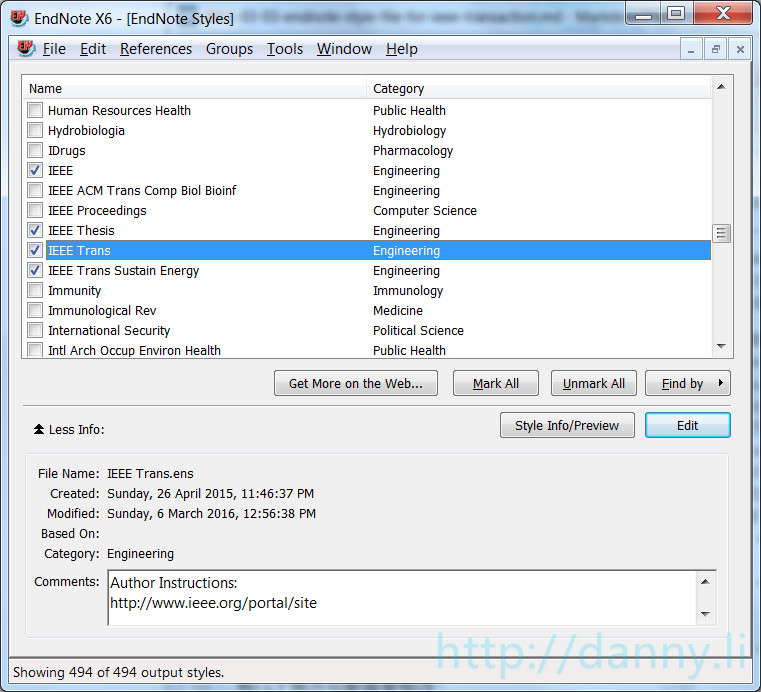 EndNote X6 - [EndNote Styles]
File Edit References Groups Tools Window Help
Name Category
Human Resources Health Public Health
Hydrobiologia Hydrobiology
IDrugs Pharmacology
IEEE Engineering
IEEE ACM Trans Comp Biol Bioinf Engineering
IEEE Proceedings Computer Science
IEEE Thesis Engineering
IEEE Trans Engineering
IEEE Trans Sustain Energy Engineering
Immunity Immunology
Immunological Rev Medicine
International Security Political Science
Intl Arch Occup Environ Health Public Health
Get More on the Web... Mark All Unmark All Find by
Less Info: Style Info/Preview Edit
File Name: IEEE Trans.ens
Created: Sunday, 26 April 2015, 11:46:37 PM
Modified: Sunday, 6 March 2016, 12:56:38 PM
Based On:
Category: Engineering
Comments: Author Instructions:
http://www.ieee.org/portal/site
http://danny.li
Showing 494 of 494 output styles.